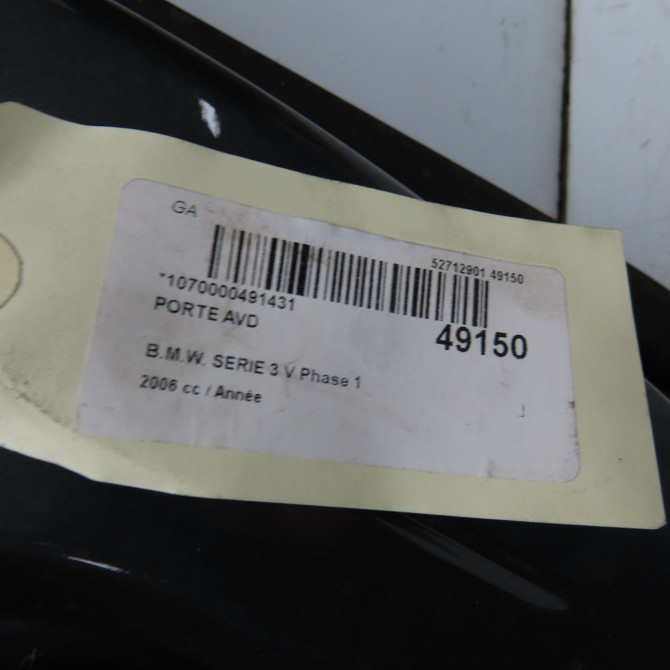 GA
52712901 49150
*1070000491431
PORTE AVD
49150
B.M.W. SERIE 3 V Phase 1
2006 cc / Année